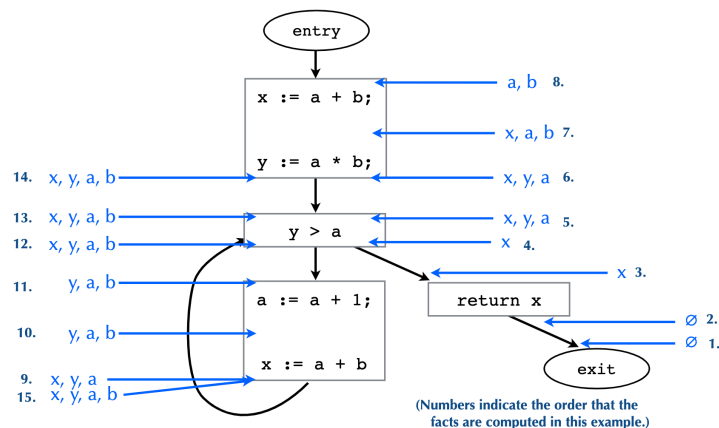 entry
x := a + b;
a, b 8.
x, a, b 7.
y := a * b;
14. x, y, a, b
x, y, a 6.
13. x, y, a, b
x, y, a 5.
y > a
12. x, y, a, b
x 4.
x 3.
11. y, a, b
a := a + 1;
return x
∅ 2.
10. y, a, b
∅ 1.
x := a + b
exit
9. x, y, a
15. x, y, a, b
(Numbers indicate the order that the
facts are computed in this example.)